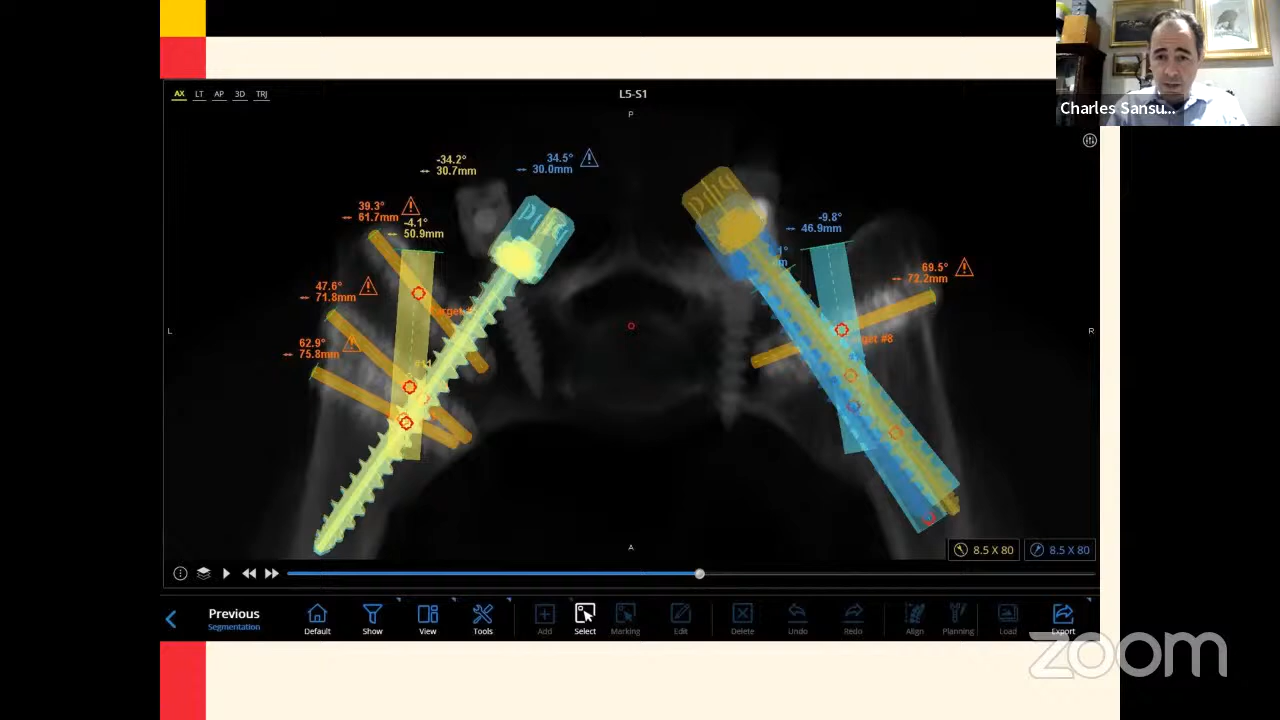 AX LT AP 3D TRJ
L5-S1
P
Charles Sansu...
-34.2°
30.7mm
34.5°
30.0mm
39.3°
61.7mm
-4.1°
50.9mm
-9.8°
46.9mm
69.5°
72.2mm
47.6°
71.8mm
62.9°
75.8mm
#11
#8
L
R
A
8.5 X 80
8.5 X 80
Previous
Segmentation
Default Show View Tools Add Select Marking Edit Delete Undo Redo Align Planning Load Export
zoom